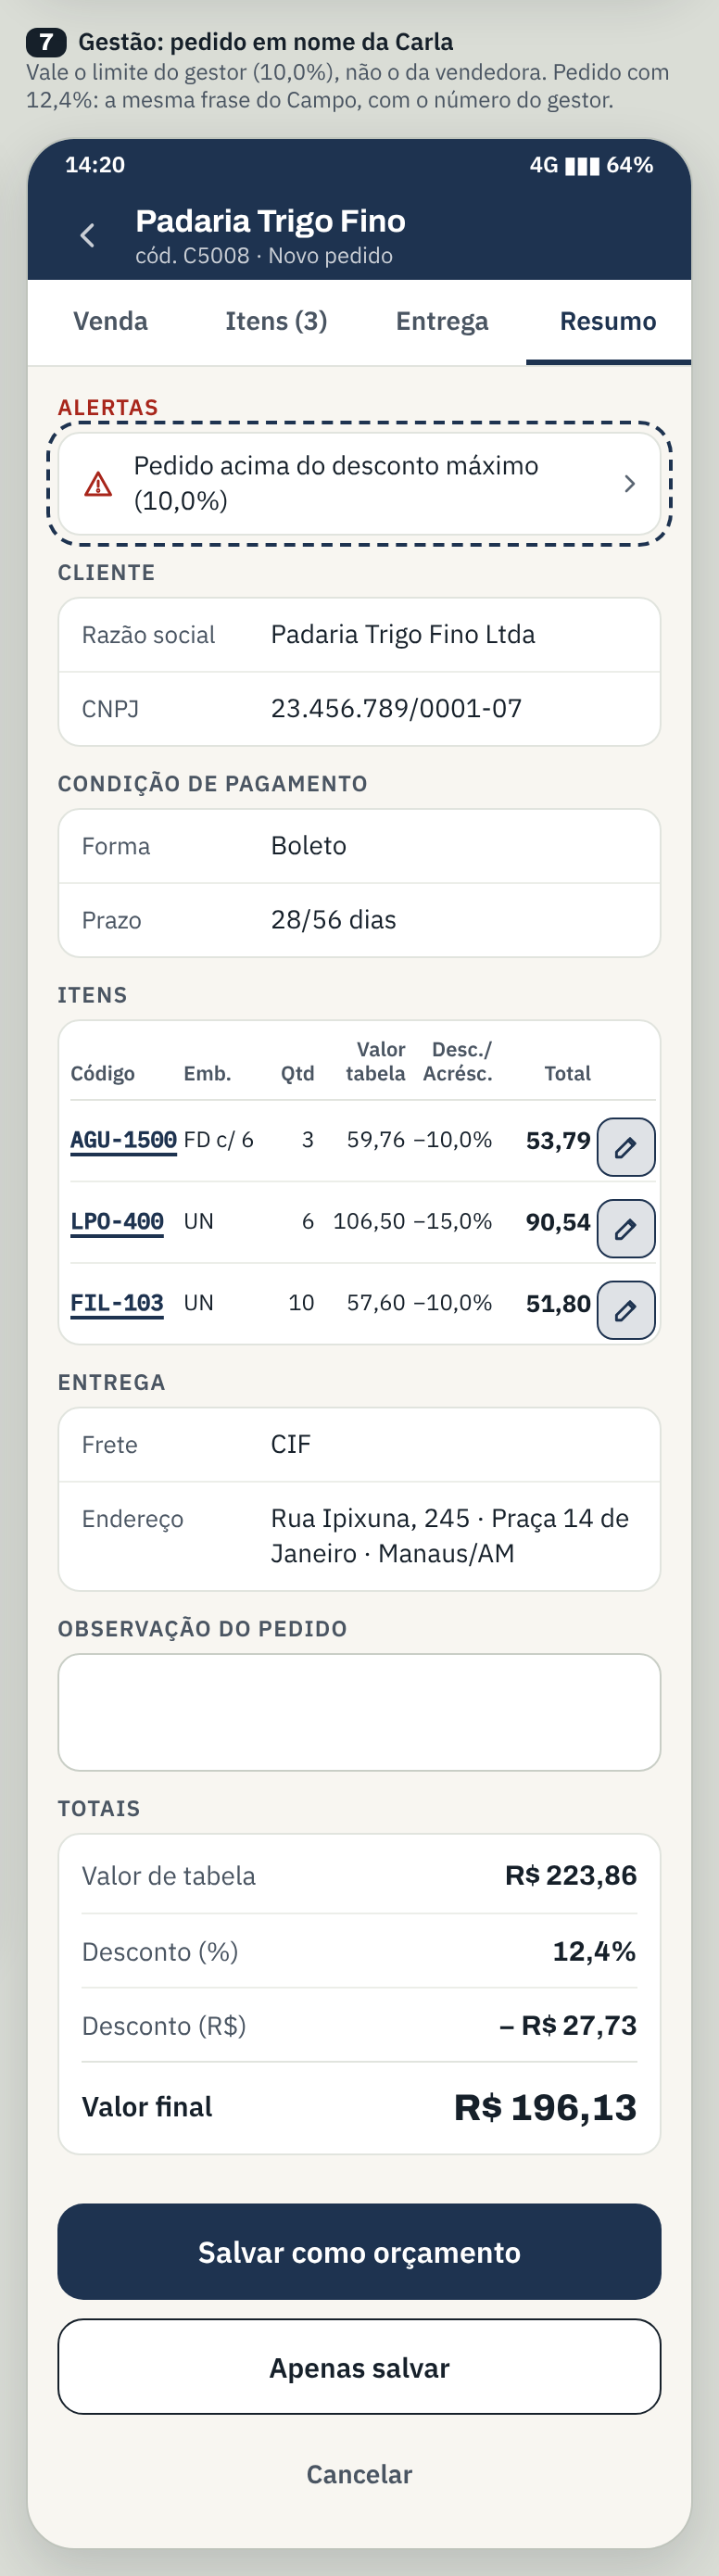 7 Gestão: pedido em nome da Carla
Vale o limite do gestor (10,0%), não o da vendedora. Pedido com
12,4%: a mesma frase do Campo, com o número do gestor.
14:20 4G 64%
Padaria Trigo Fino
cód. C5008 · Novo pedido
Venda Itens (3) Entrega Resumo
ALERTAS
Pedido acima do desconto máximo
(10,0%)
CLIENTE
Razão social Padaria Trigo Fino Ltda
CNPJ 23.456.789/0001-07
CONDIÇÃO DE PAGAMENTO
Forma Boleto
Prazo 28/56 dias
ITENS
Valor Desc./
Código Emb. Qtd tabela Acrésc. Total
AGU-1500 FD c/ 6 3 59,76 −10,0% 53,79
LPO-400 UN 6 106,50 −15,0% 90,54
FIL-103 UN 10 57,60 −10,0% 51,80
ENTREGA
Frete CIF
Endereço Rua Ipixuna, 245 · Praça 14 de
Janeiro · Manaus/AM
OBSERVAÇÃO DO PEDIDO
TOTAIS
Valor de tabela R$ 223,86
Desconto (%) 12,4%
Desconto (R$) – R$ 27,73
Valor final R$ 196,13
Salvar como orçamento
Apenas salvar
Cancelar